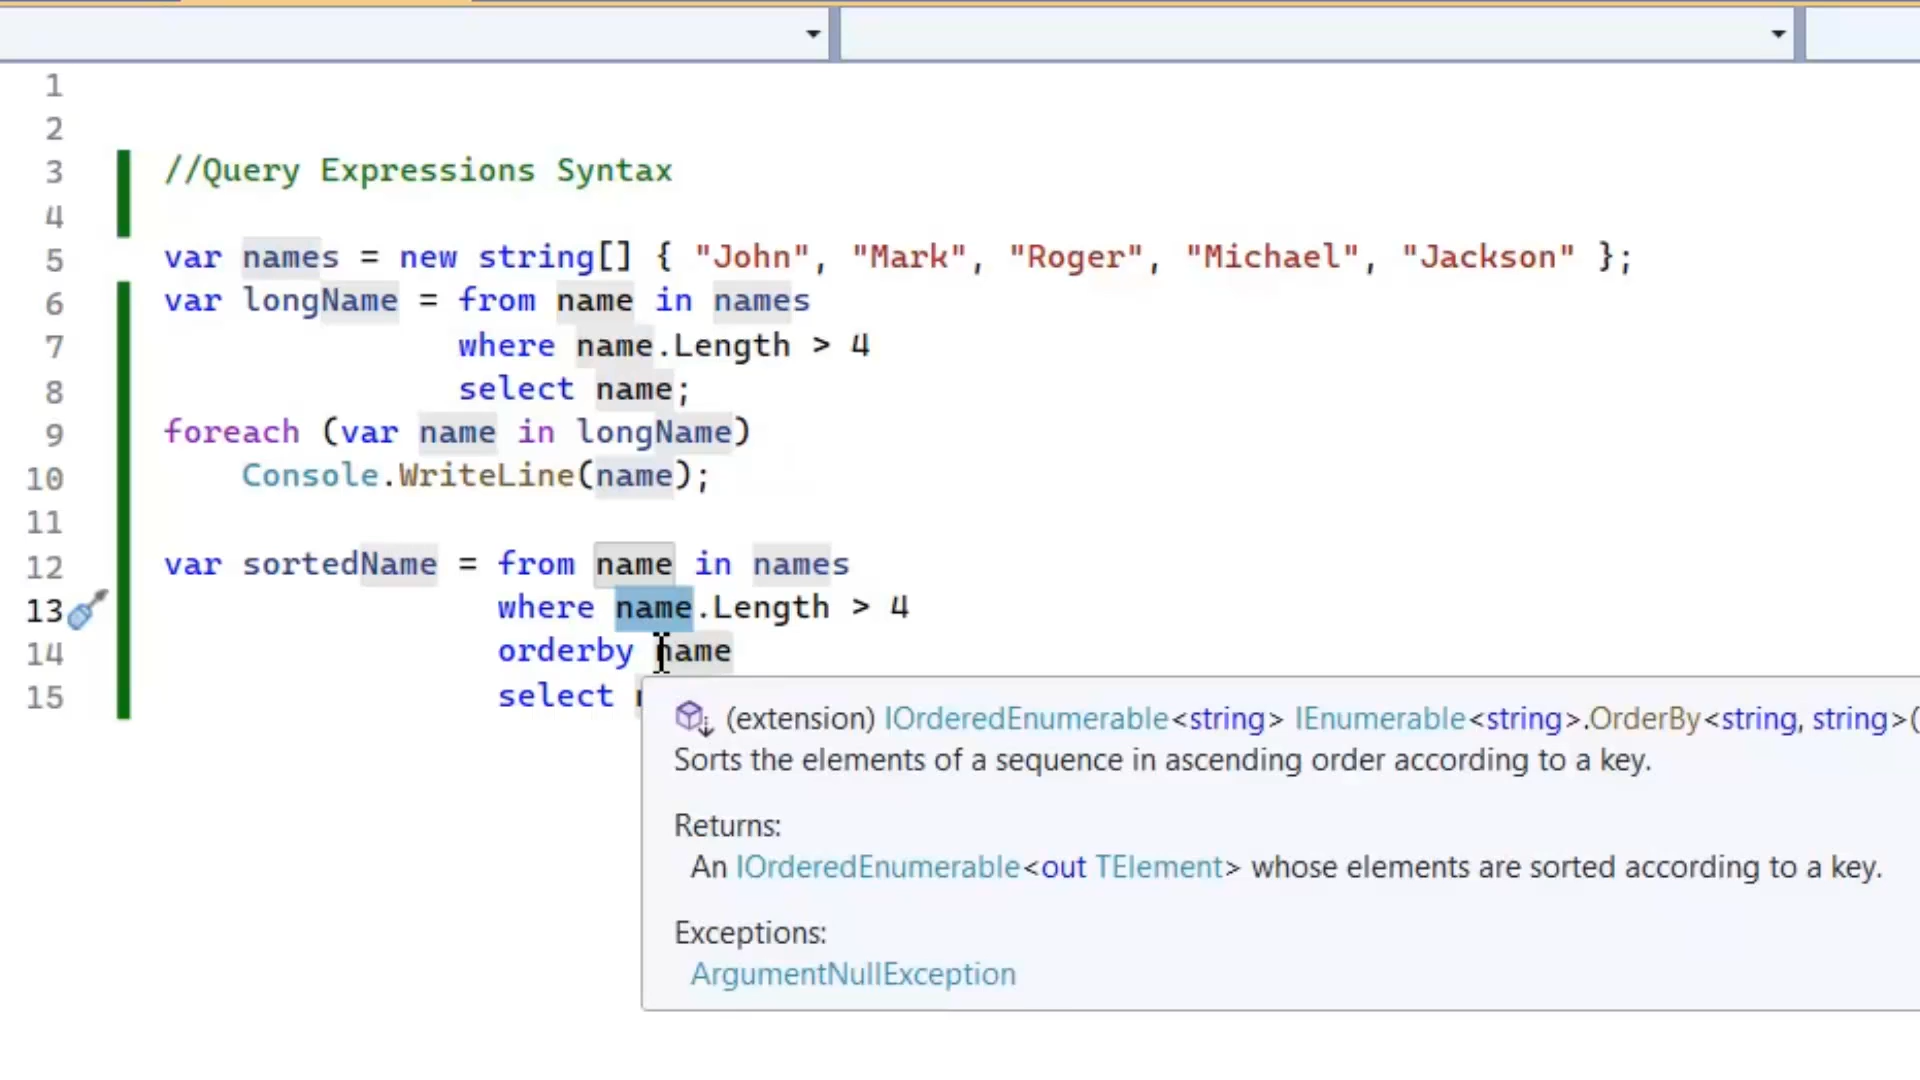 1
2
3 //Query Expressions Syntax
4
5 var names = new string[] { "John", "Mark", "Roger", "Michael", "Jackson" };
6 var longName = from name in names
7 where name.Length > 4
8 select name;
9 foreach (var name in longName)
10 Console.WriteLine(name);
11
12 var sortedName = from name in names
13 where name.Length > 4
14 orderby name
15 select
(extension) IOrderedEnumerable<string> IEnumerable<string>.OrderBy<string, string>(
Sorts the elements of a sequence in ascending order according to a key.
Returns:
An IOrderedEnumerable<out TElement> whose elements are sorted according to a key.
Exceptions:
ArgumentNullException